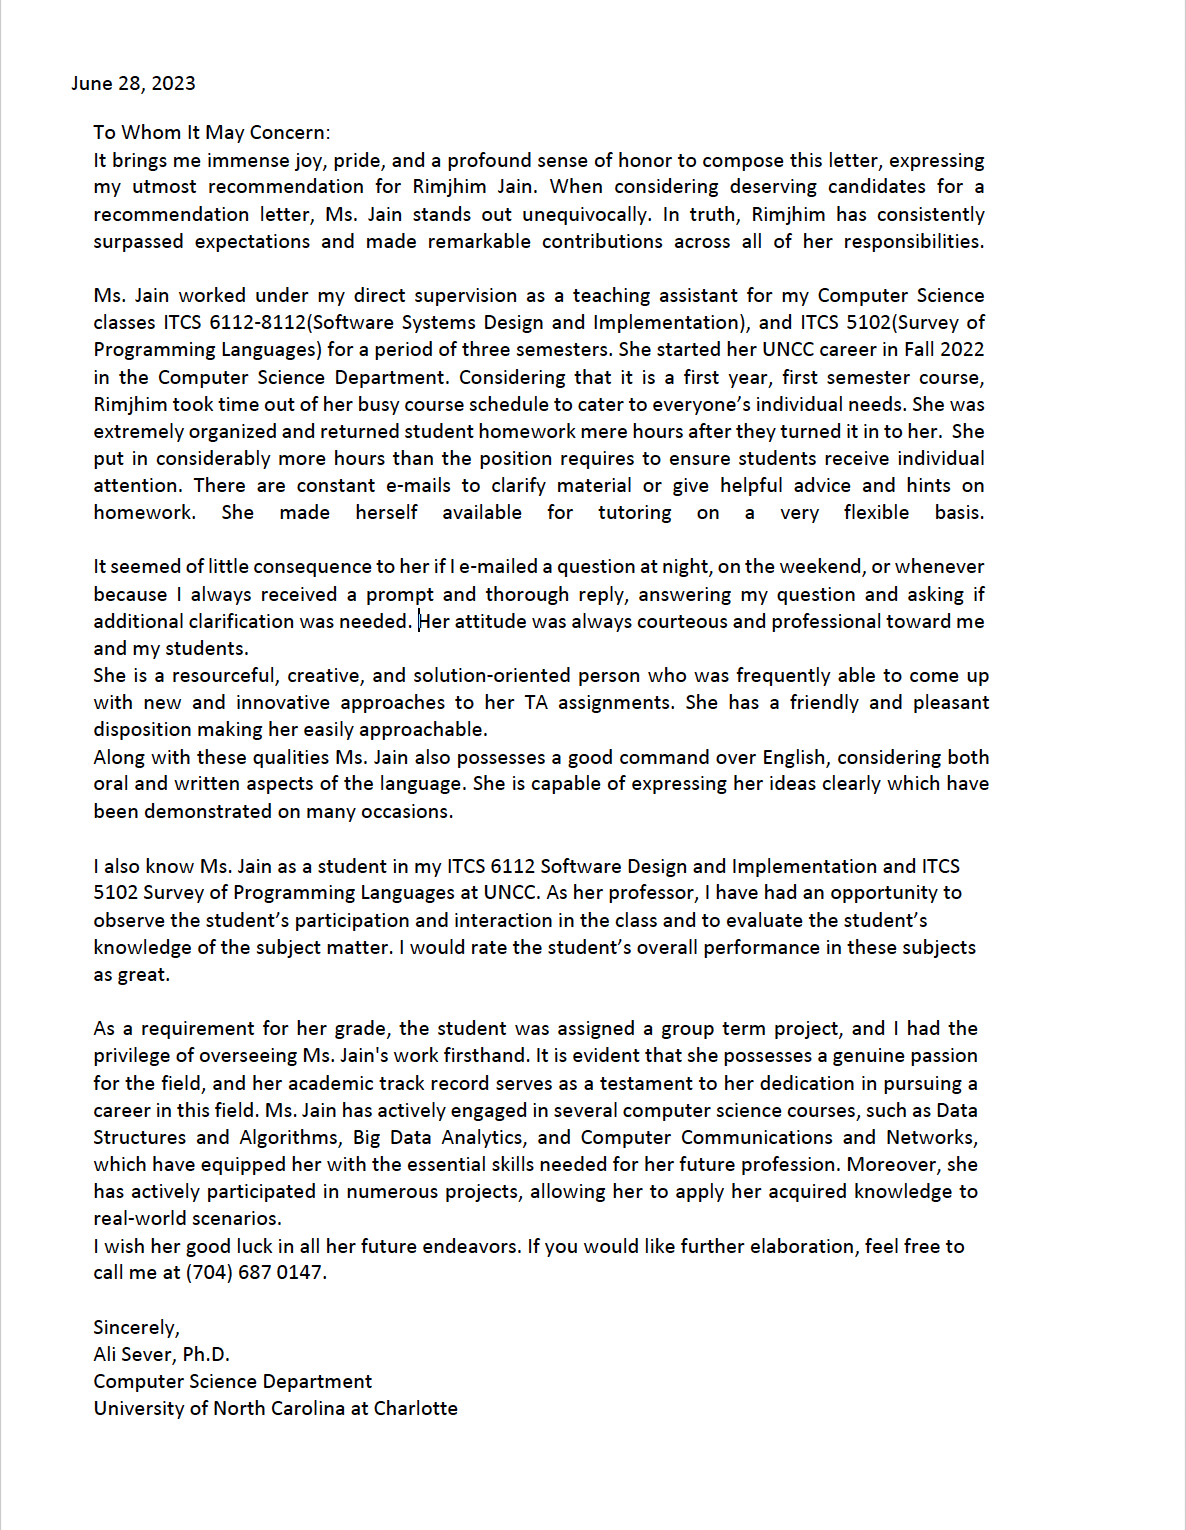 June 28, 2023
To Whom It May Concern:
It brings me immense joy, pride, and a profound sense of honor to compose this letter, expressing
my utmost recommendation for Rimjhim Jain. When considering deserving candidates for a
recommendation letter, Ms. Jain stands out unequivocally. In truth, Rimjhim has consistently
surpassed expectations and made remarkable contributions across all of her responsibilities.
Ms. Jain worked under my direct supervision as a teaching assistant for my Computer Science
classes ITCS 6112-8112(Software Systems Design and Implementation), and ITCS 5102(Survey of
Programming Languages) for a period of three semesters. She started her UNCC career in Fall 2022
in the Computer Science Department. Considering that it is a first year, first semester course,
Rimjhim took time out of her busy course schedule to cater to everyone’s individual needs. She was
extremely organized and returned student homework mere hours after they turned it in to her. She
put in considerably more hours than the position requires to ensure students receive individual
attention. There are constant e-mails to clarify material or give helpful advice and hints on
homework. She made herself available for tutoring on a very flexible basis.
It seemed of little consequence to her if I e-mailed a question at night, on the weekend, or whenever
because I always received a prompt and thorough reply, answering my question and asking if
additional clarification was needed. Her attitude was always courteous and professional toward me
and my students.
She is a resourceful, creative, and solution-oriented person who was frequently able to come up
with new and innovative approaches to her TA assignments. She has a friendly and pleasant
disposition making her easily approachable.
Along with these qualities Ms. Jain also possesses a good command over English, considering both
oral and written aspects of the language. She is capable of expressing her ideas clearly which have
been demonstrated on many occasions.
I also know Ms. Jain as a student in my ITCS 6112 Software Design and Implementation and ITCS
5102 Survey of Programming Languages at UNCC. As her professor, I have had an opportunity to
observe the student’s participation and interaction in the class and to evaluate the student’s
knowledge of the subject matter. I would rate the student’s overall performance in these subjects
as great.
As a requirement for her grade, the student was assigned a group term project, and I had the
privilege of overseeing Ms. Jain's work firsthand. It is evident that she possesses a genuine passion
for the field, and her academic track record serves as a testament to her dedication in pursuing a
career in this field. Ms. Jain has actively engaged in several computer science courses, such as Data
Structures and Algorithms, Big Data Analytics, and Computer Communications and Networks,
which have equipped her with the essential skills needed for her future profession. Moreover, she
has actively participated in numerous projects, allowing her to apply her acquired knowledge to
real-world scenarios.
I wish her good luck in all her future endeavors. If you would like further elaboration, feel free to
call me at (704) 687 0147.
Sincerely,
Ali Sever, Ph.D.
Computer Science Department
University of North Carolina at Charlotte